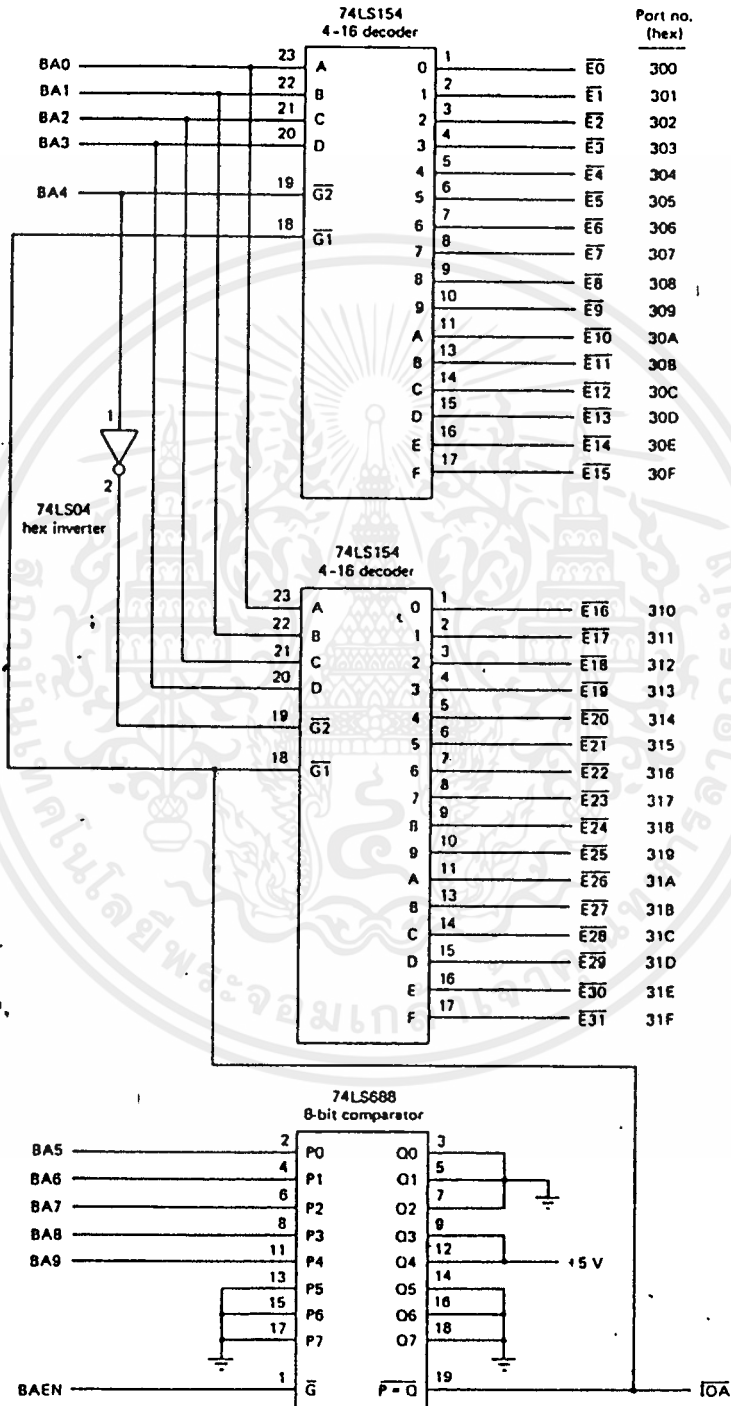 74LS154
4-16 decoder
Port no.
(hex)
BA0 23 A 0 1 E0 300
BA1 22 B 1 2 E1 301
BA2 21 C 2 3 E2 302
BA3 20 D 3 4 E3 303
4 5 E4 304
BA4 19 G2 5 6 E5 305
18 G1 6 7 E6 306
7 8 E7 307
8 9 E8 308
9 10 E9 309
A 11 E10 30A
B 13 E11 30B
C 14 E12 30C
D 15 E13 30D
E 16 E14 30E
F 17 E15 30F
1
2
74LS04
hex inverter
74LS154
4-16 decoder
23 A 0 1 E16 310
22 B 1 2 E17 311
21 C 2 3 E18 312
20 D 3 4 E19 313
19 G2 4 5 E20 314
5 6 E21 315
18 G1 6 7 E22 316
7 8 E23 317
8 9 E24 318
9 10 E25 319
A 11 E26 31A
B 13 E27 31B
C 14 E28 31C
D 15 E29 31D
E 16 E30 31E
F 17 E31 31F
74LS688
8-bit comparator
BA5 2 P0 Q0 3
BA6 4 P1 Q1 5
BA7 6 P2 Q2 7
BA8 8 P3 Q3 9
BA9 11 P4 Q4 12 +5 V
13 P5 Q5 14
15 P6 Q6 16
17 P7 Q7 18
BAEN 1 G P = Q 19 IOA